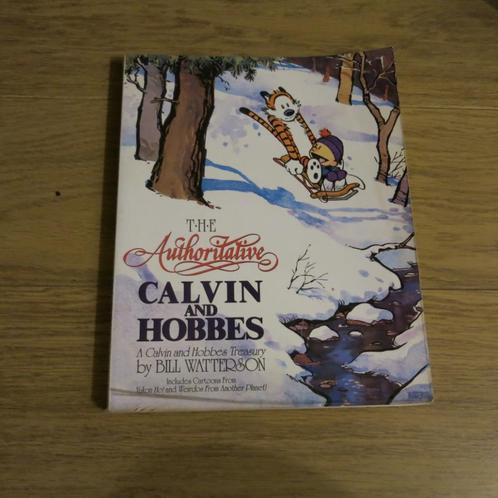 T·H·E
Authoritative
CALVIN
AND
HOBBES
A Calvin and Hobbes Treasury
by BILL WATTERSON
Includes Cartoons From
Yukon Ho! and Weirdos From Another Planet!